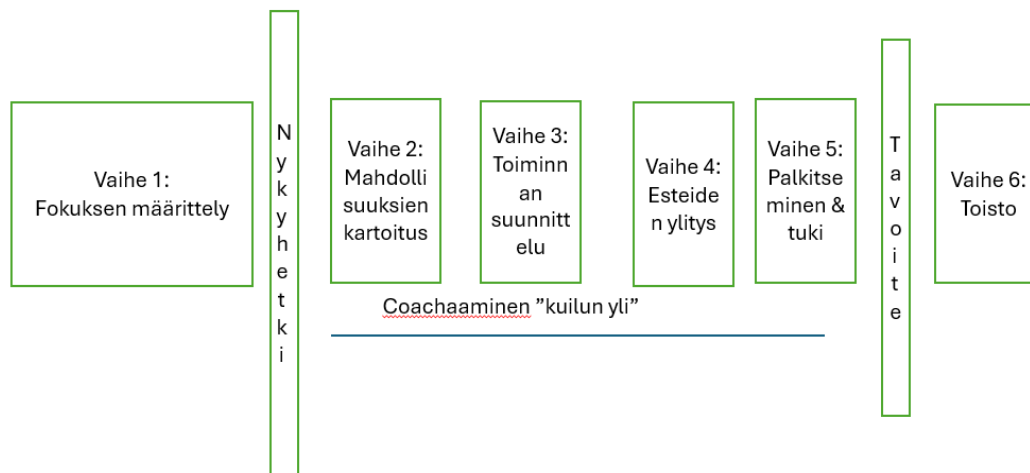 Vaihe 1:
Fokuksen määrittely
N
y
k
y
h
e
t
k
i
Vaihe 2:
Mahdolli
suuksien
kartoitus
Vaihe 3:
Toiminn
an
suunnitt
elu
Vaihe 4:
Esteide
n ylitys
Vaihe 5:
Palkitse
minen &
tuki
Coachaaminen ”kuilun yli”
T
a
v
o
i
t
e
Vaihe 6:
Toisto